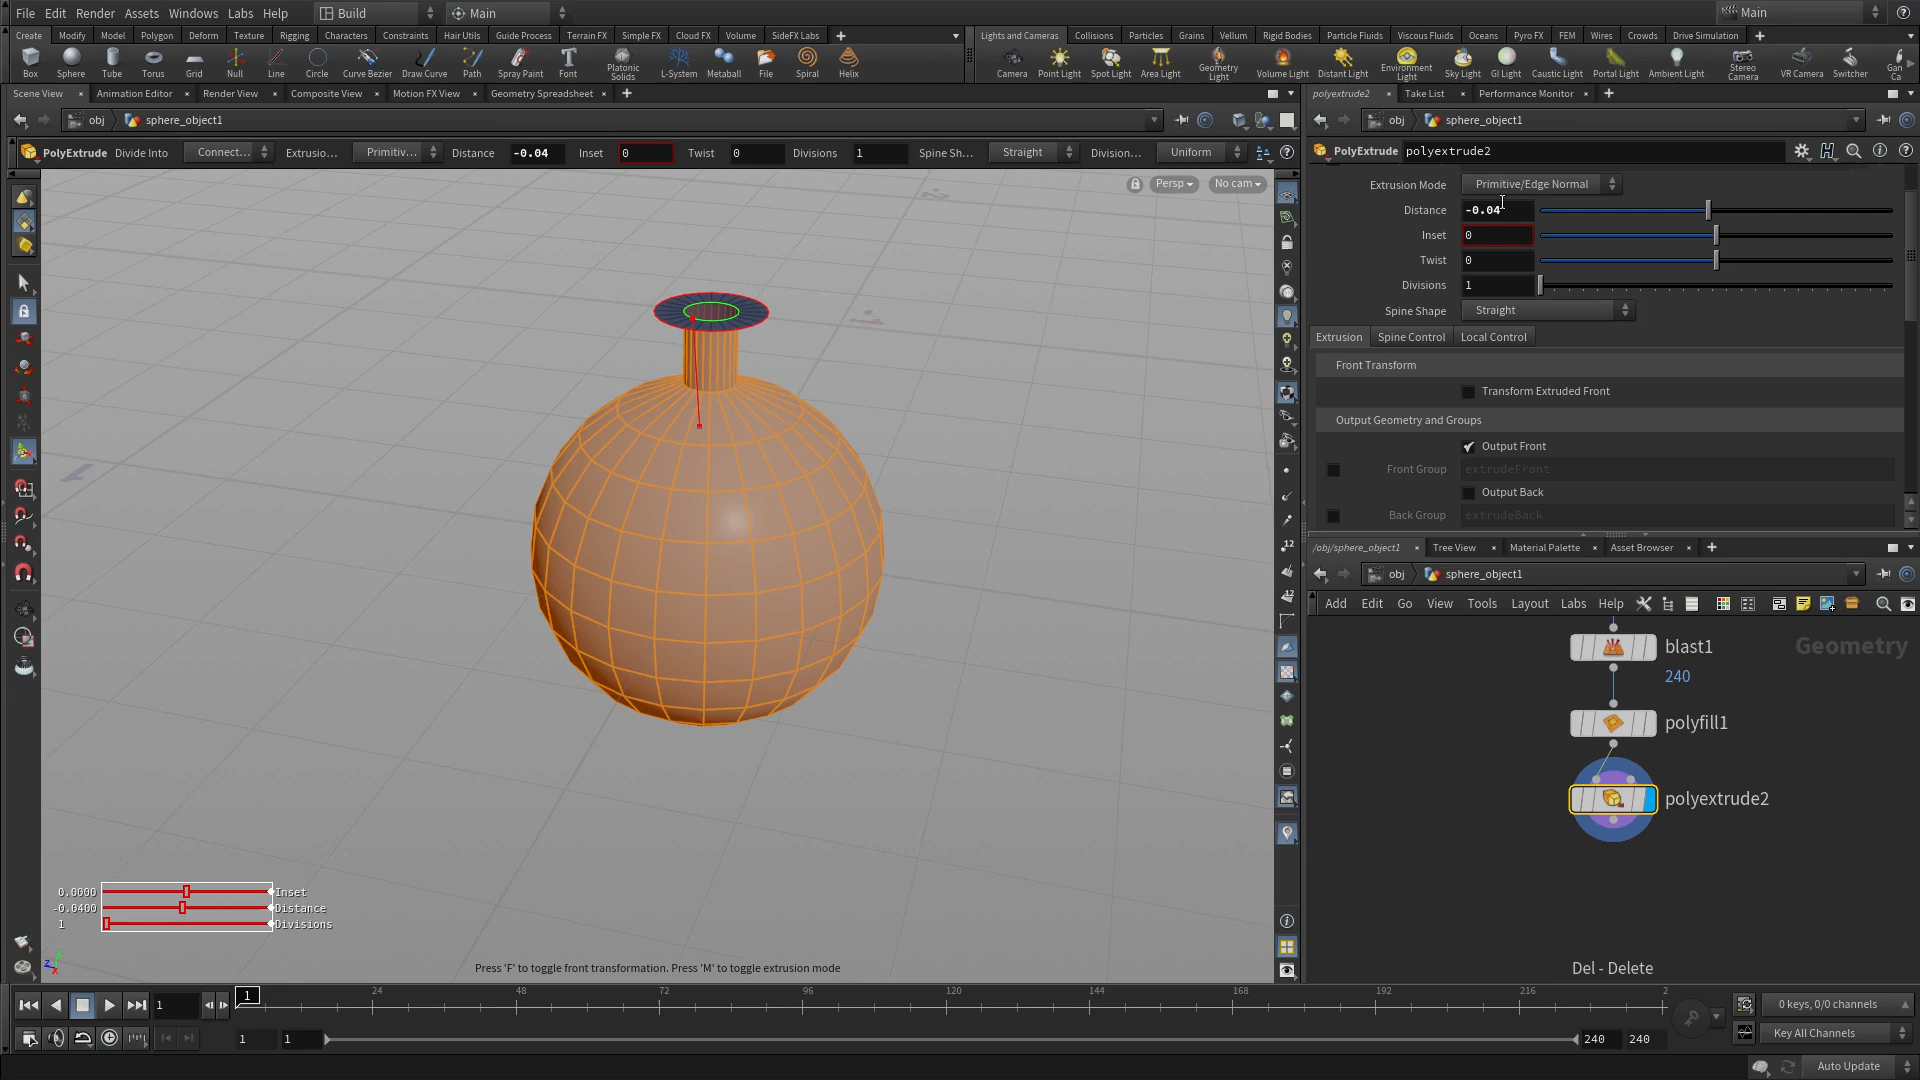 File Edit Render Assets Windows Labs Help Build Main Main
Create Modify Model Polygon Deform Texture Rigging Characters Constraints Hair Utils Guide Process Terrain FX Simple FX Cloud FX Volume SideFX Labs
Box Sphere Tube Torus Grid Null Line Circle Curve Bezier Draw Curve Path Spray Paint Font Platonic Solids L-System Metaball File Spiral Helix
Lights and Cameras Collisions Particles Grains Vellum Rigid Bodies Particle Fluids Viscous Fluids Oceans Pyro FX FEM Wires Crowds Drive Simulation
Camera Point Light Spot Light Area Light Geometry Light Volume Light Distant Light Environment Light Sky Light GI Light Caustic Light Portal Light Ambient Light Stereo Camera VR Camera Switcher Gan Ca
Scene View Animation Editor Render View Composite View Motion FX View Geometry Spreadsheet
obj sphere_object1
PolyExtrude Divide Into Connect... Extrusio... Primitiv... Distance -0.04 Inset 0 Twist 0 Divisions 1 Spine Sh... Straight Division... Uniform
Persp No cam
0.0000 Inset
-0.0400 Distance
1 Divisions
z y x
Press 'F' to toggle front transformation. Press 'M' to toggle extrusion mode
polyextrude2 Take List Performance Monitor
obj sphere_object1
PolyExtrude polyextrude2
Extrusion Mode Primitive/Edge Normal
Distance -0.04
Inset 0
Twist 0
Divisions 1
Spine Shape Straight
Extrusion Spine Control Local Control
Front Transform
Transform Extruded Front
Output Geometry and Groups
Output Front
Front Group extrudeFront
Output Back
Back Group extrudeBack
/obj/sphere_object1 Tree View Material Palette Asset Browser
obj sphere_object1
Add Edit Go View Tools Layout Labs Help
Geometry
blast1
240
polyfill1
polyextrude2
Del - Delete
1 1 24 48 72 96 120 144 168 192 216 2
1 1 240 240
0 keys, 0/0 channels
Key All Channels
Auto Update